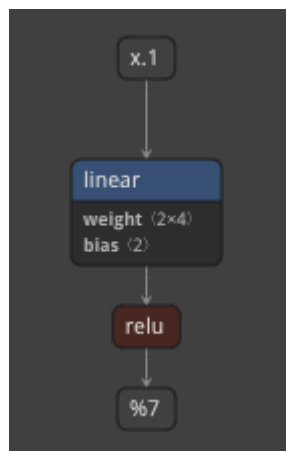 x.1
linear
weight ⟨2×4⟩
bias ⟨2⟩
relu
%7